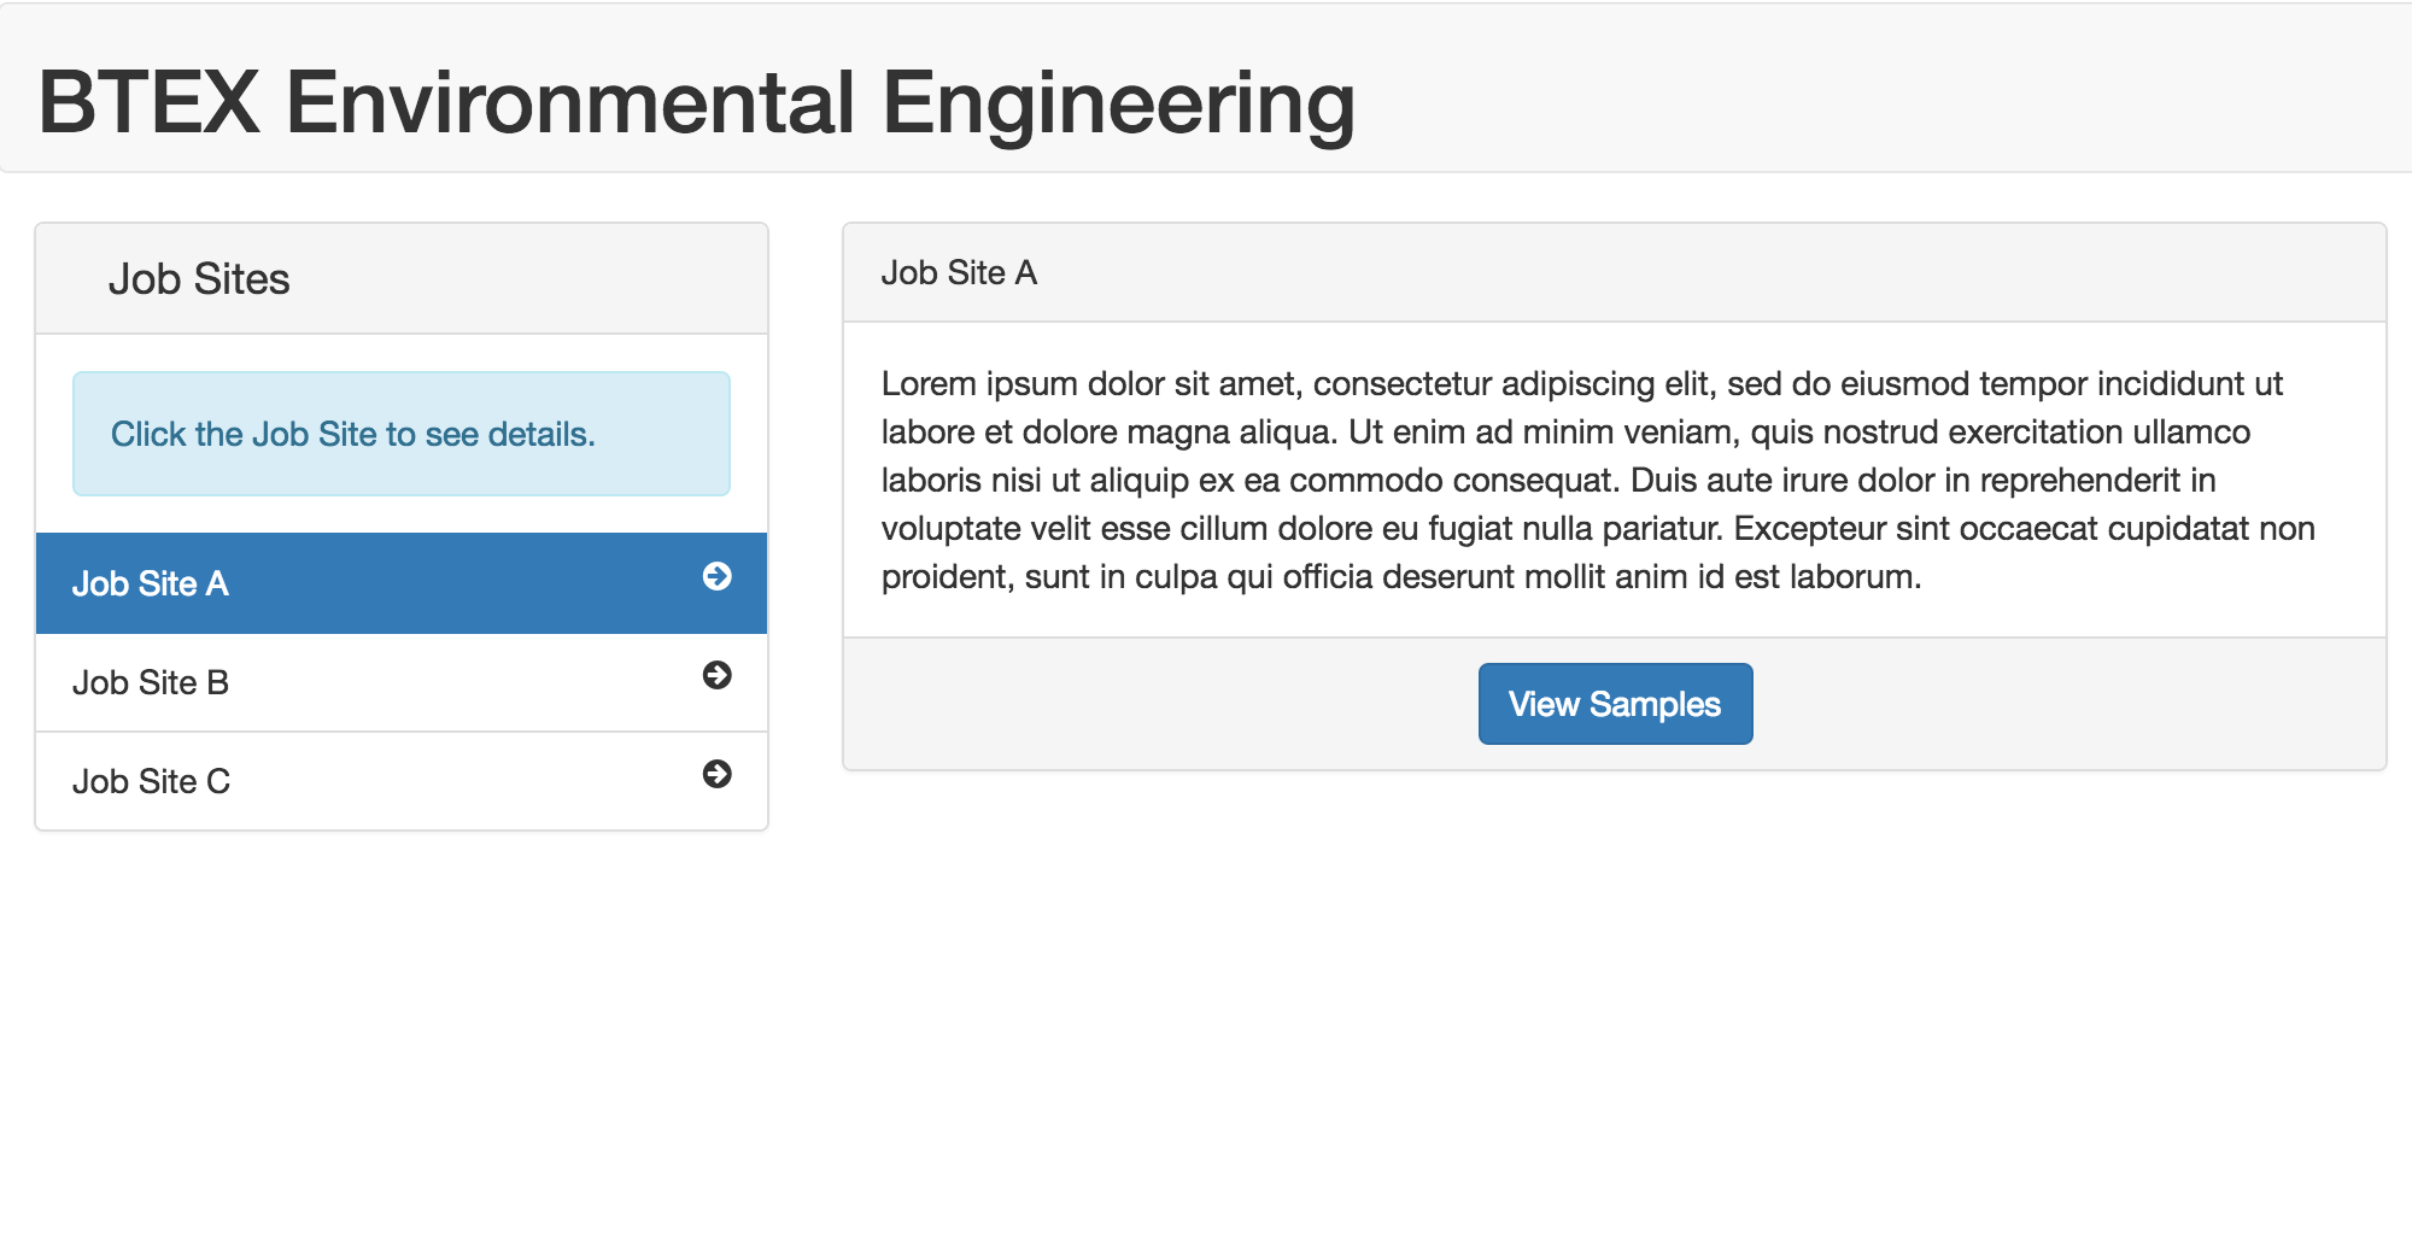 BTEX Environmental Engineering
Job Sites
Click the Job Site to see details.
Job Site A
Job Site B
Job Site C
Job Site A
Lorem ipsum dolor sit amet, consectetur adipiscing elit, sed do eiusmod tempor incididunt ut
labore et dolore magna aliqua. Ut enim ad minim veniam, quis nostrud exercitation ullamco
laboris nisi ut aliquip ex ea commodo consequat. Duis aute irure dolor in reprehenderit in
voluptate velit esse cillum dolore eu fugiat nulla pariatur. Excepteur sint occaecat cupidatat non
proident, sunt in culpa qui officia deserunt mollit anim id est laborum.
View Samples